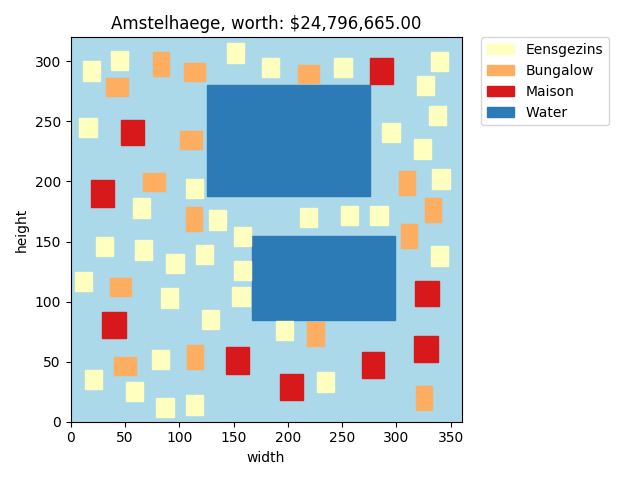 Amstelhaege, worth: $24,796,665.00
Eensgezins
Bungalow
Maison
Water
height
300
250
200
150
100
50
0
0 50 100 150 200 250 300 350
width